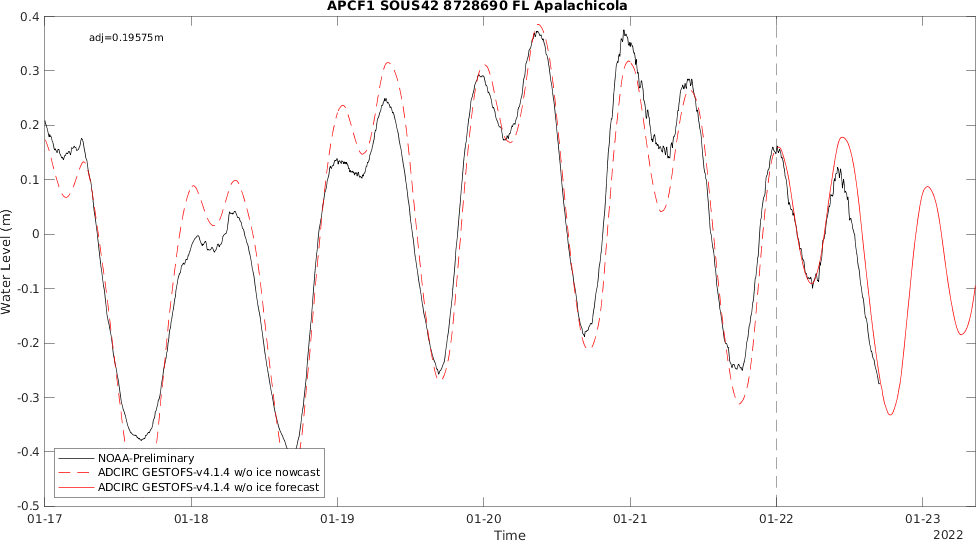 APCF1 SOUS42 8728690 FL Apalachicola
adj=0.19575m
0.4
0.3
0.2
0.1
0
-0.1
-0.2
-0.3
-0.4
-0.5
Water Level (m)
NOAA-Preliminary
ADCIRC GESTOFS-v4.1.4 w/o ice nowcast
ADCIRC GESTOFS-v4.1.4 w/o ice forecast
01-17 01-18 01-19 01-20 01-21 01-22 01-23
Time
2022